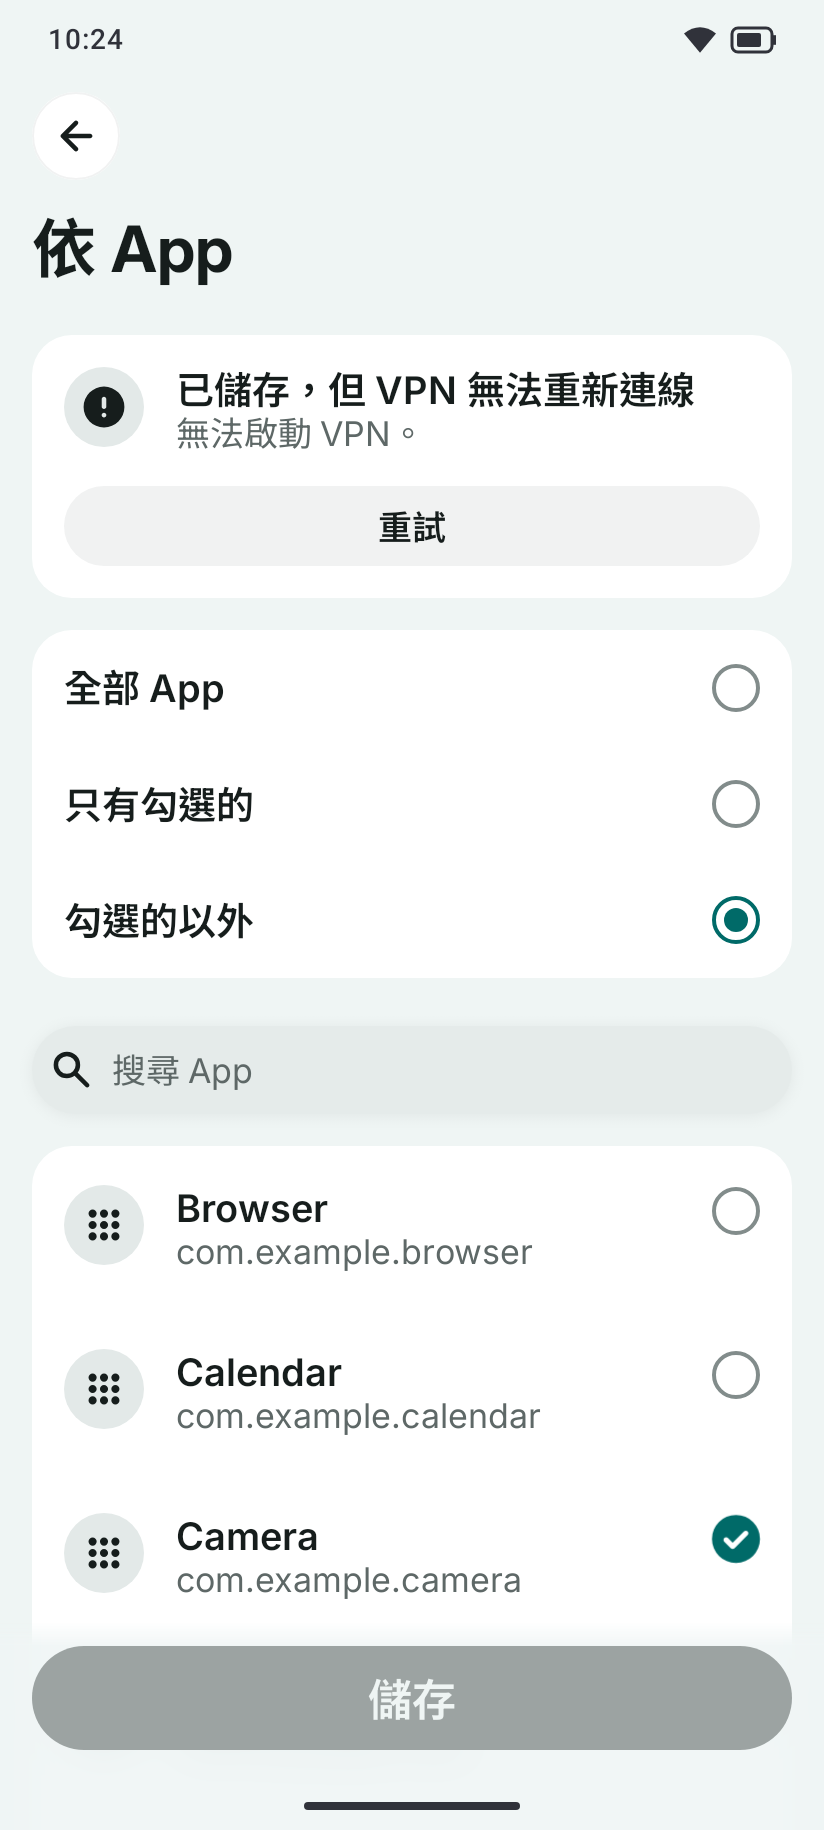 10:24
依 App
已儲存，但 VPN 無法重新連線
無法啟動 VPN。
重試
全部 App
只有勾選的
勾選的以外
搜尋 App
Browser
com.example.browser
Calendar
com.example.calendar
Camera
com.example.camera
儲存